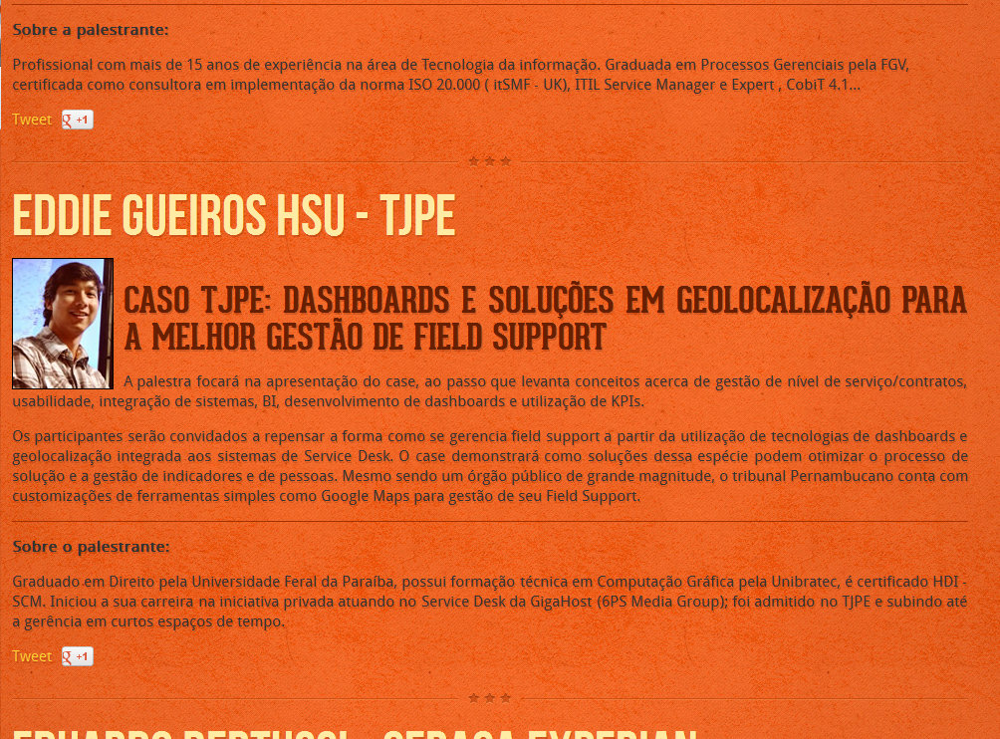 Sobre a palestrante:
Profissional com mais de 15 anos de experiência na área de Tecnologia da informação. Graduada em Processos Gerenciais pela FGV,
certificada como consultora em implementação da norma ISO 20.000 ( itSMF - UK), ITIL Service Manager e Expert , CobiT 4.1...
Tweet g +1
EDDIE GUEIROS HSU - TJPE
CASO TJPE: DASHBOARDS E SOLUÇÕES EM GEOLOCALIZAÇÃO PARA
A MELHOR GESTÃO DE FIELD SUPPORT
A palestra focará na apresentação do case, ao passo que levanta conceitos acerca de gestão de nível de serviço/contratos,
usabilidade, integração de sistemas, BI, desenvolvimento de dashboards e utilização de KPIs.
Os participantes serão convidados a repensar a forma como se gerencia field support a partir da utilização de tecnologias de dashboards e
geolocalização integrada aos sistemas de Service Desk. O case demonstrará como soluções dessa espécie podem otimizar o processo de
solução e a gestão de indicadores e de pessoas. Mesmo sendo um órgão público de grande magnitude, o tribunal Pernambucano conta com
customizações de ferramentas simples como Google Maps para gestão de seu Field Support.
Sobre o palestrante:
Graduado em Direito pela Universidade Feral da Paraíba, possui formação técnica em Computação Gráfica pela Unibratec, é certificado HDI -
SCM. Iniciou a sua carreira na iniciativa privada atuando no Service Desk da GigaHost (6PS Media Group); foi admitido no TJPE e subindo até
a gerência em curtos espaços de tempo.
Tweet g +1
EDUARDO BERTUCCI - SERASA EXPERIAN